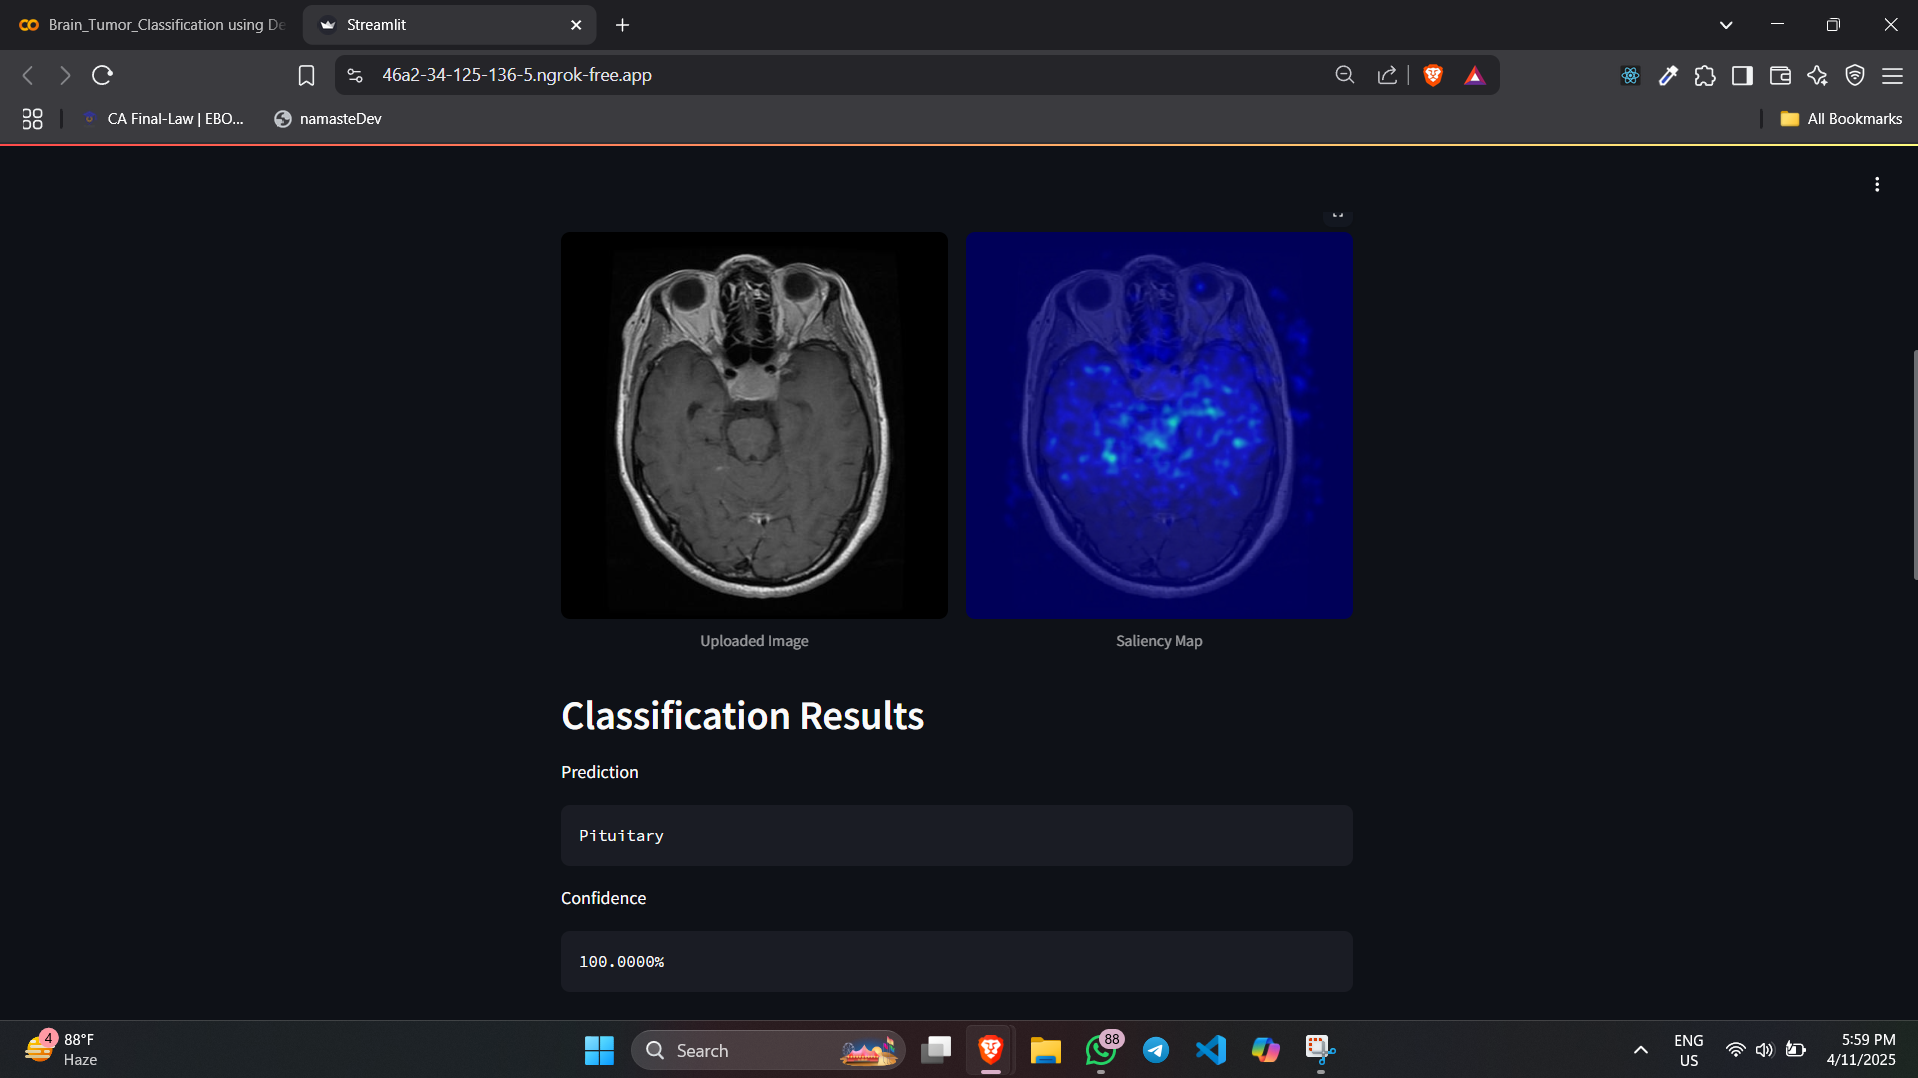 Brain_Tumor_Classification using De
Streamlit
46a2-34-125-136-5.ngrok-free.app
CA Final-Law | EBO...
namasteDev
All Bookmarks
Uploaded Image
Saliency Map
Classification Results
Prediction
Pituitary
Confidence
100.0000%
4
88°F
Haze
Search
88
ENG
US
5:59 PM
4/11/2025